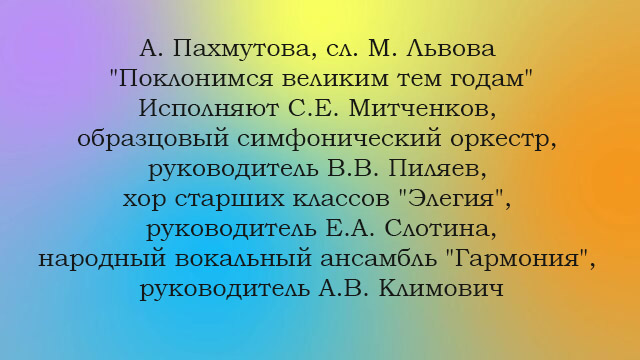 А. Пахмутова, сл. М. Львова
"Поклонимся великим тем годам"
Исполняют С.Е. Митченков,
образцовый симфонический оркестр,
руководитель В.В. Пиляев,
хор старших классов "Элегия",
руководитель Е.А. Слотина,
народный вокальный ансамбль "Гармония",
руководитель А.В. Климович